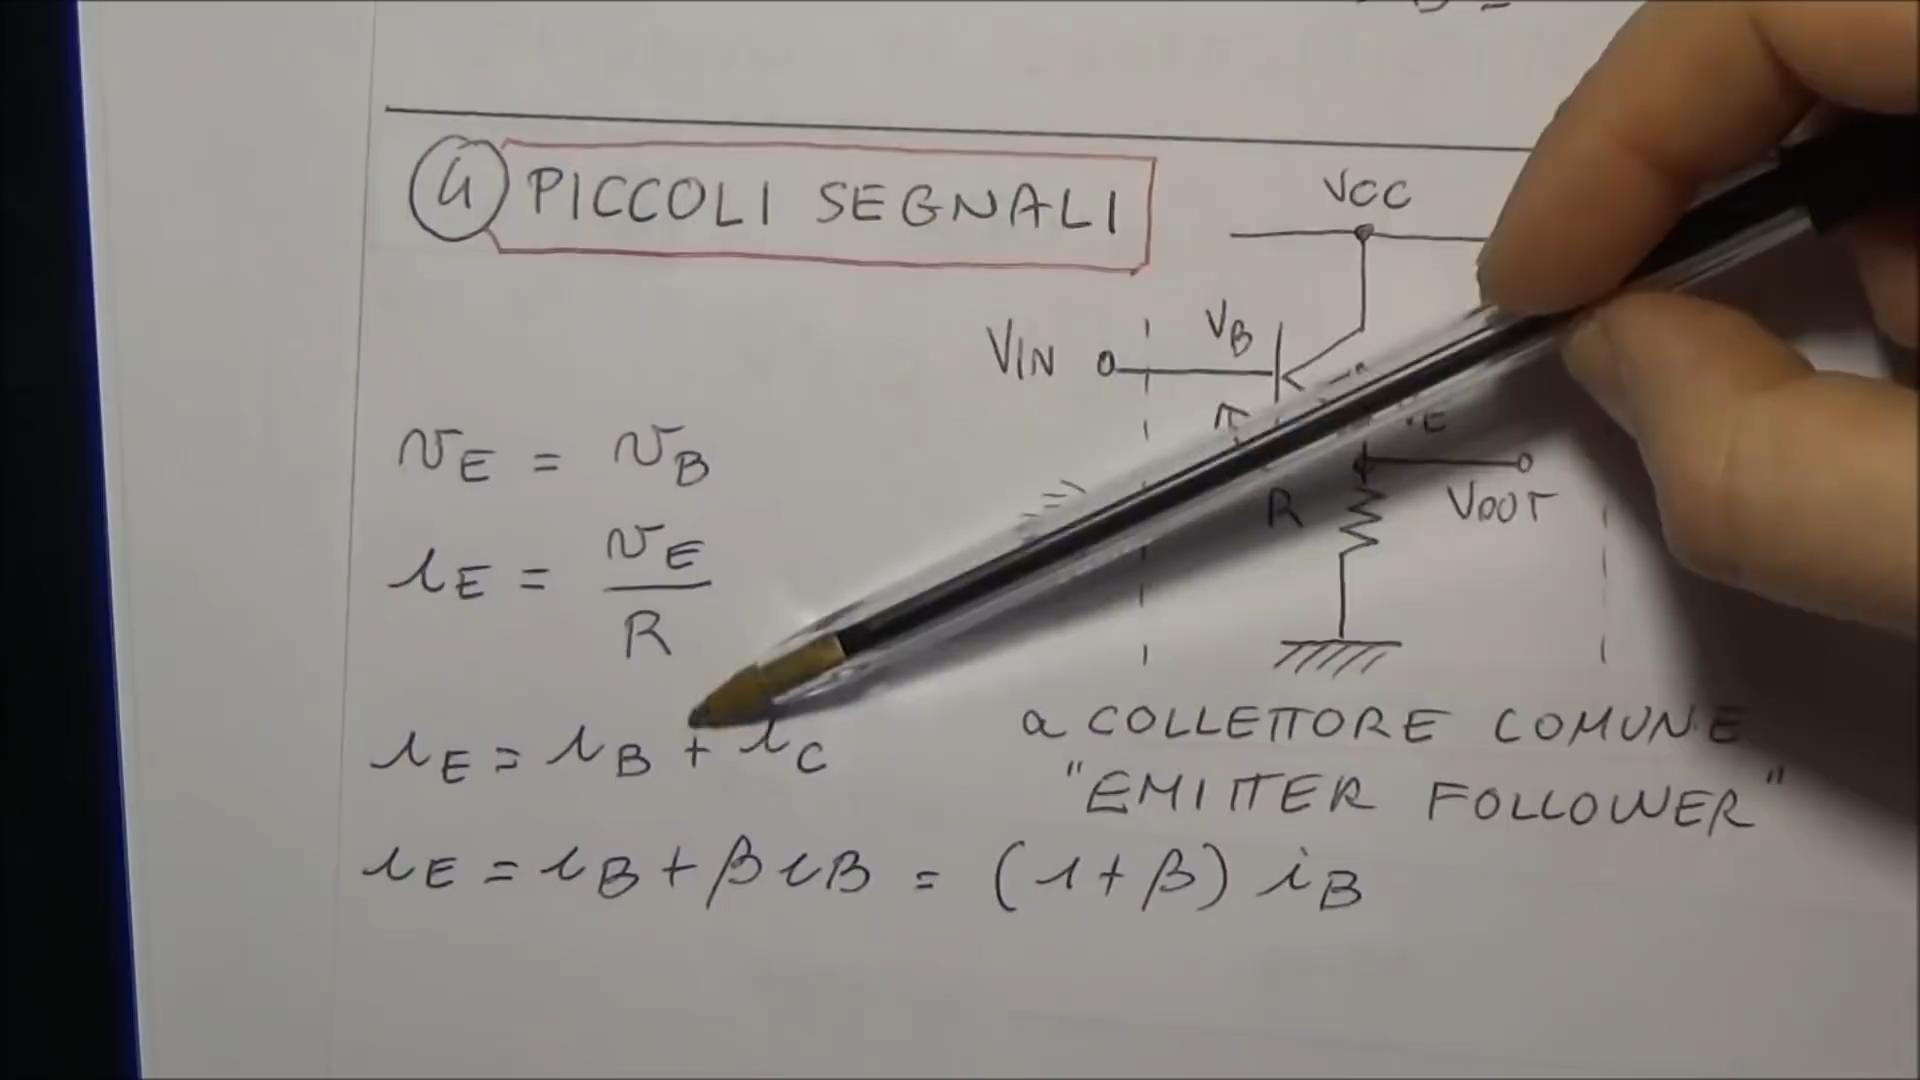 4 PICCOLI SEGNALI
VCC
VIN
VB
vE = vB
iE = vE / R
R
VOUT
iE = iB + iC
a COLLETTORE COMUNE
"EMITTER FOLLOWER"
iE = iB + β iB = (1 + β) iB